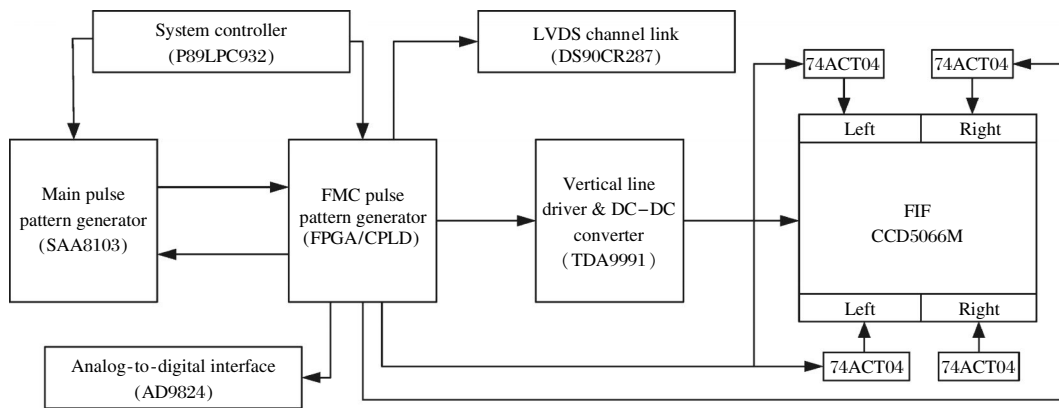 System controller
(P89LPC932)
LVDS channel link
(DS90CR287)
74ACT04
74ACT04
Left
Right
Main pulse
pattern generator
(SAA8103)
FMC pulse
pattern generator
(FPGA/CPLD)
Vertical line
driver & DC-DC
converter
(TDA9991)
FIF
CCD5066M
Left
Right
Analog-to-digital interface
(AD9824)
74ACT04
74ACT04